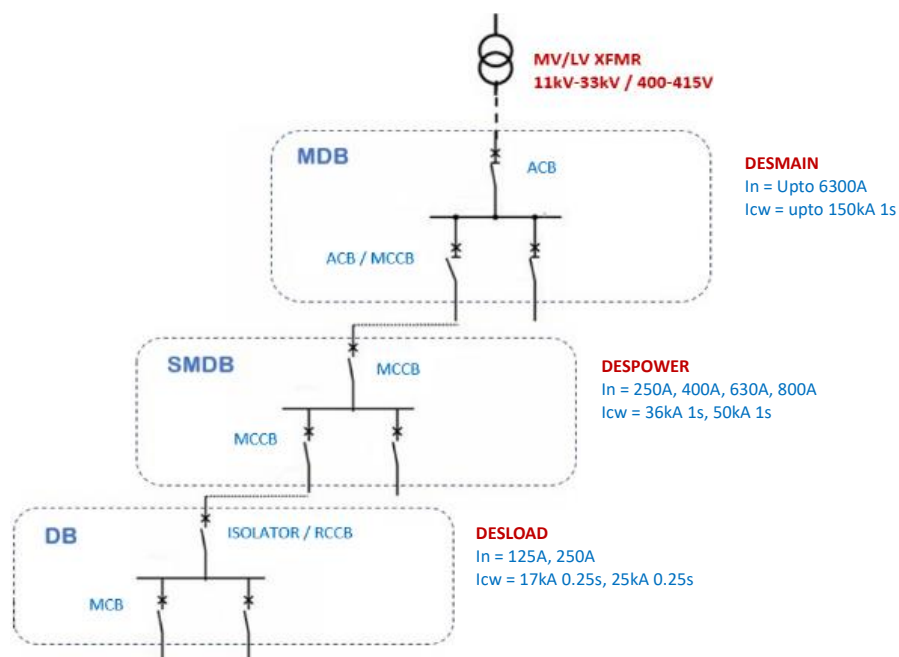 MV/LV XFMR
11kV-33kV / 400-415V
MDB
ACB
DESMAIN
In = Upto 6300A
Icw = upto 150kA 1s
ACB / MCCB
SMDB
MCCB
DESPOWER
In = 250A, 400A, 630A, 800A
Icw = 36kA 1s, 50kA 1s
MCCB
DB
ISOLATOR / RCCB
DESLOAD
In = 125A, 250A
Icw = 17kA 0.25s, 25kA 0.25s
MCB